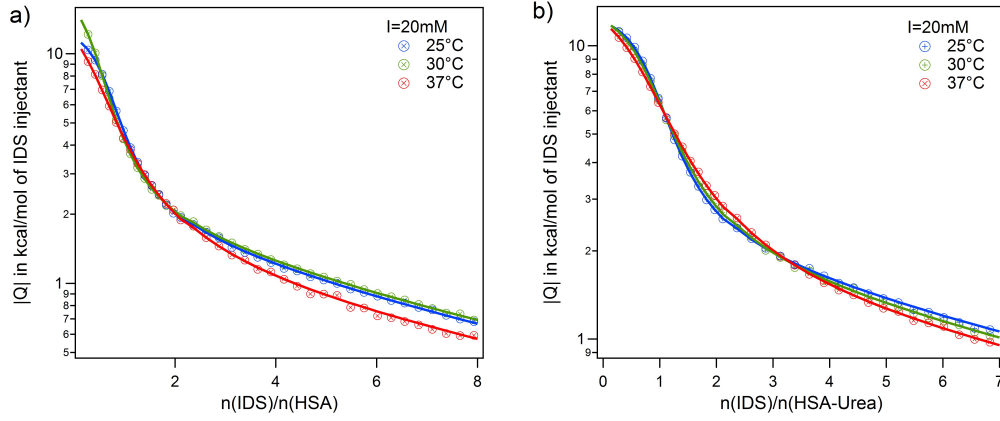 a)
I=20mM
25°C
30°C
37°C
|Q| in kcal/mol of IDS injectant
10
9
8
7
6
5
4
3
2
1
9
8
7
6
5
2
4
6
8
n(IDS)/n(HSA)
b)
I=20mM
25°C
30°C
37°C
|Q| in kcal/mol of IDS injectant
10
9
8
7
6
5
4
3
2
1
9
0
1
2
3
4
5
6
7
n(IDS)/n(HSA-Urea)